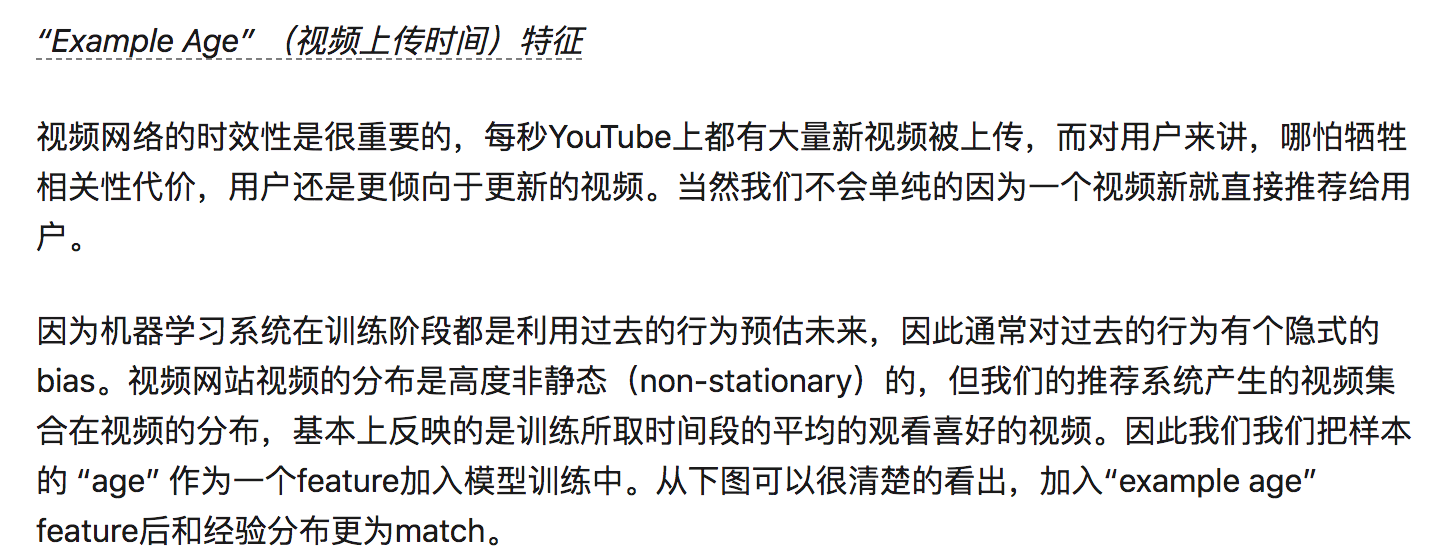 “Example Age” （视频上传时间）特征
视频网络的时效性是很重要的，每秒YouTube上都有大量新视频被上传，而对用户来讲，哪怕牺牲
相关性代价，用户还是更倾向于更新的视频。当然我们不会单纯的因为一个视频新就直接推荐给用
户。
因为机器学习系统在训练阶段都是利用过去的行为预估未来，因此通常对过去的行为有个隐式的
bias。视频网站视频的分布是高度非静态（non-stationary）的，但我们的推荐系统产生的视频集
合在视频的分布，基本上反映的是训练所取时间段的平均的观看喜好的视频。因此我们我们把样本
的 “age” 作为一个feature加入模型训练中。从下图可以很清楚的看出，加入“example age”
feature后和经验分布更为match。